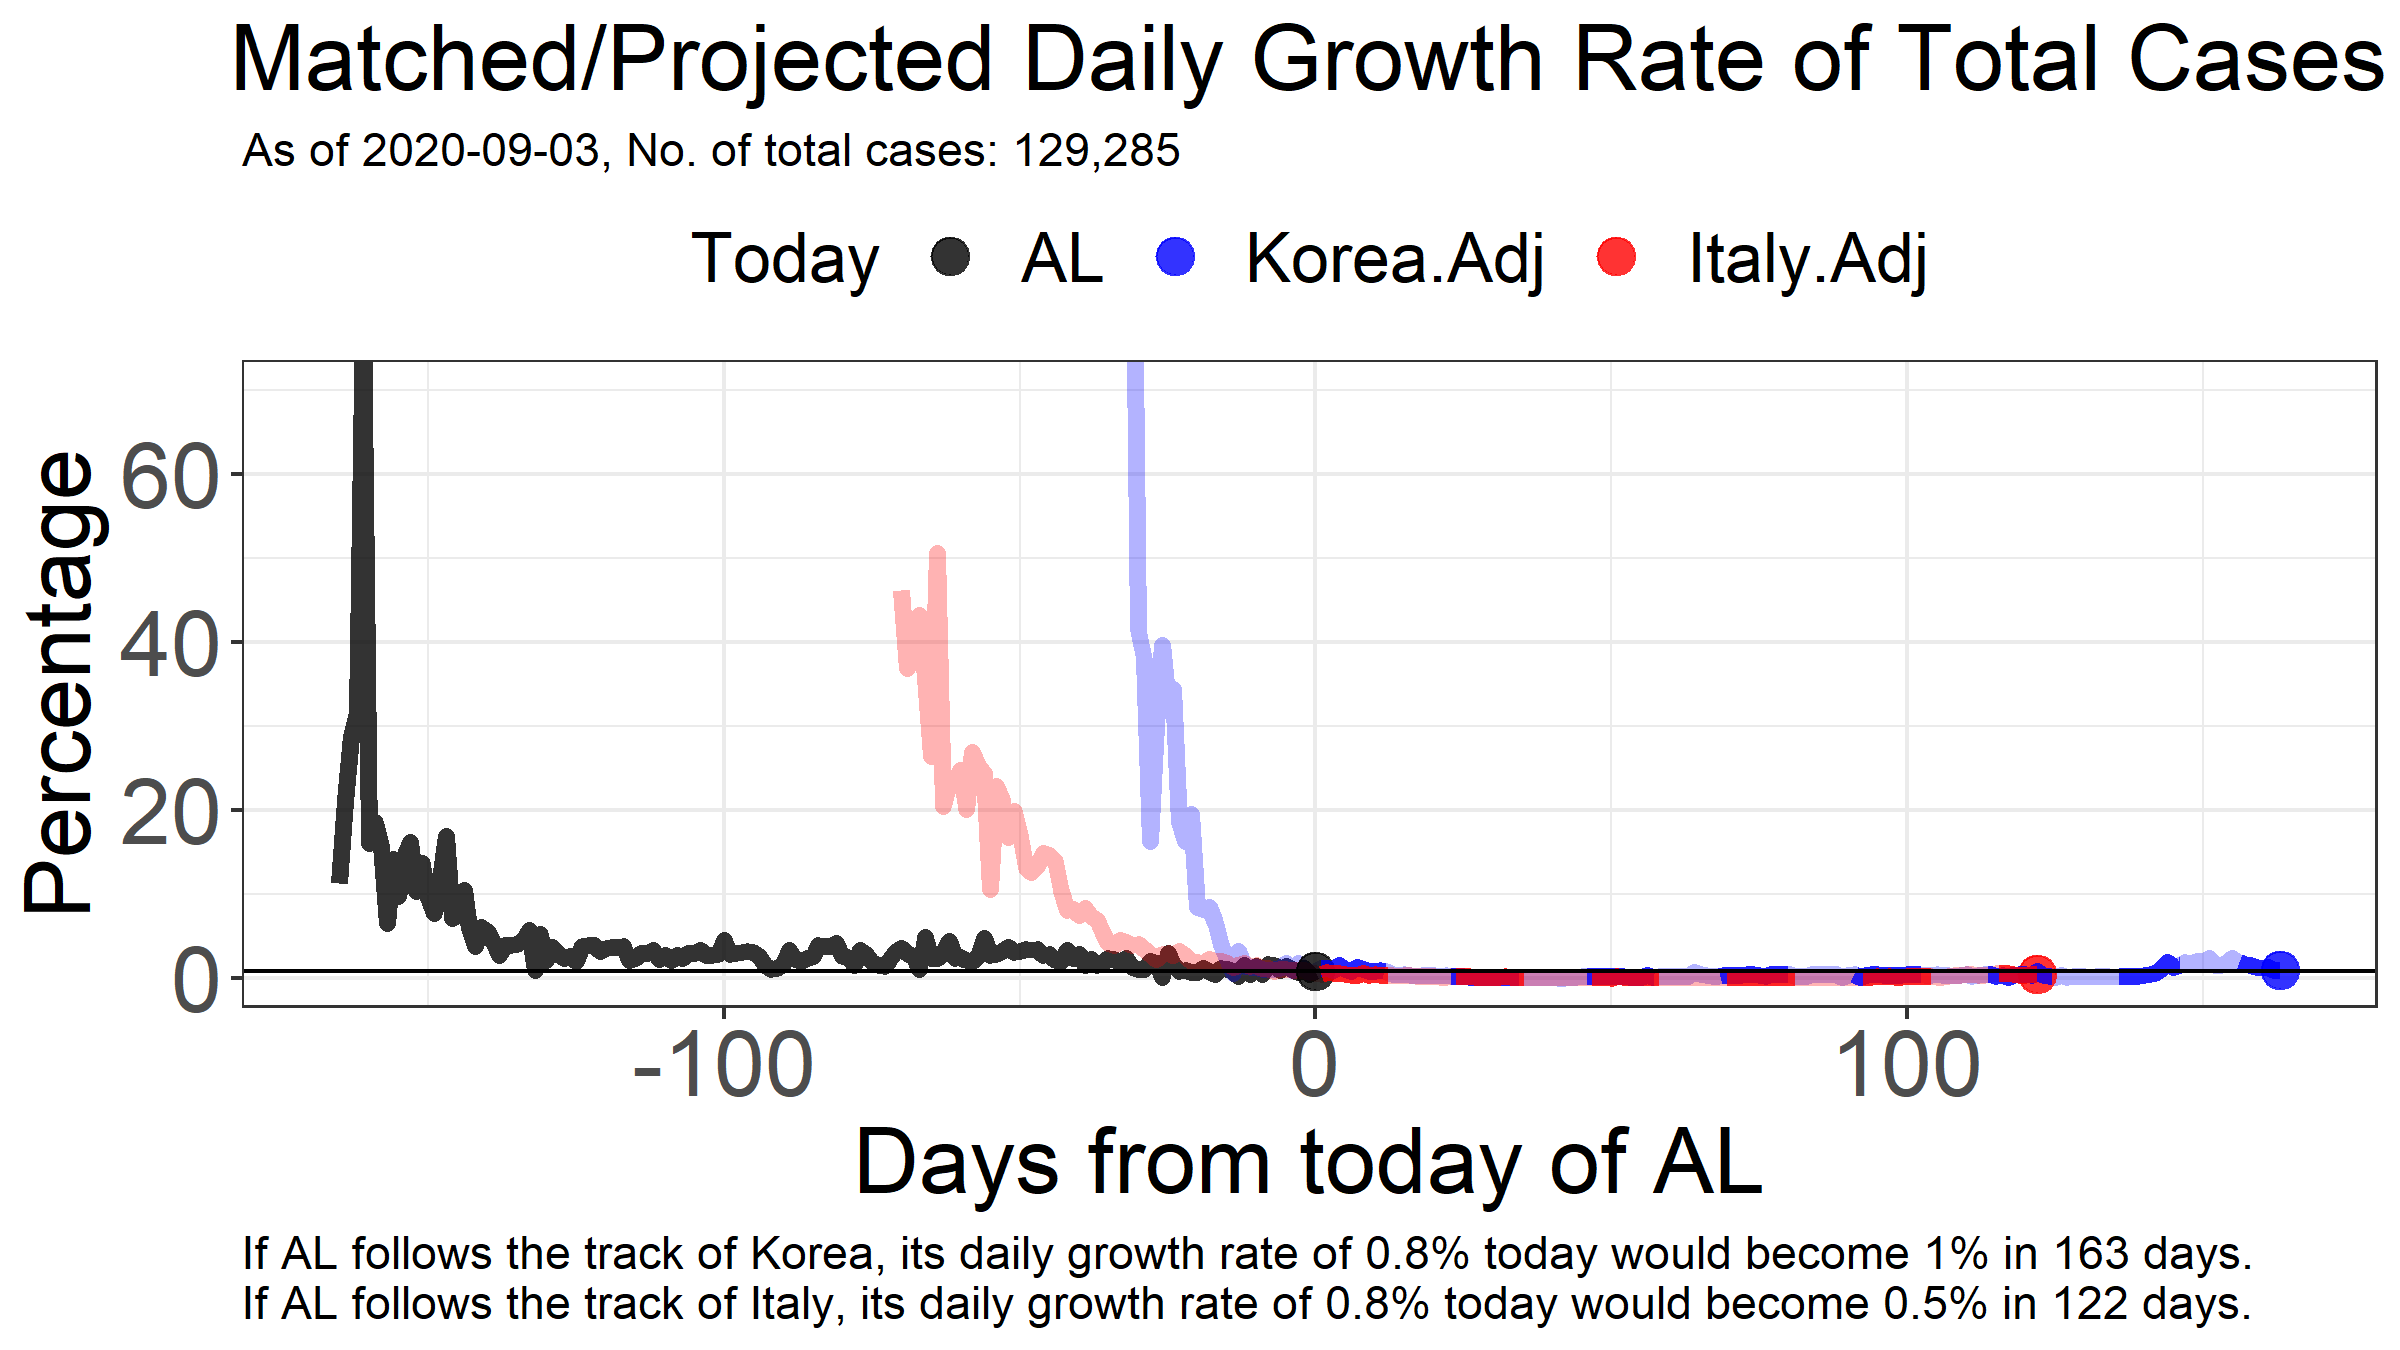 Matched/Projected Daily Growth Rate of Total Cases
As of 2020-09-03, No. of total cases: 129,285
Today AL Korea.Adj Italy.Adj
Percentage
60
40
20
0
-100 0 100
Days from today of AL
If AL follows the track of Korea, its daily growth rate of 0.8% today would become 1% in 163 days.
If AL follows the track of Italy, its daily growth rate of 0.8% today would become 0.5% in 122 days.